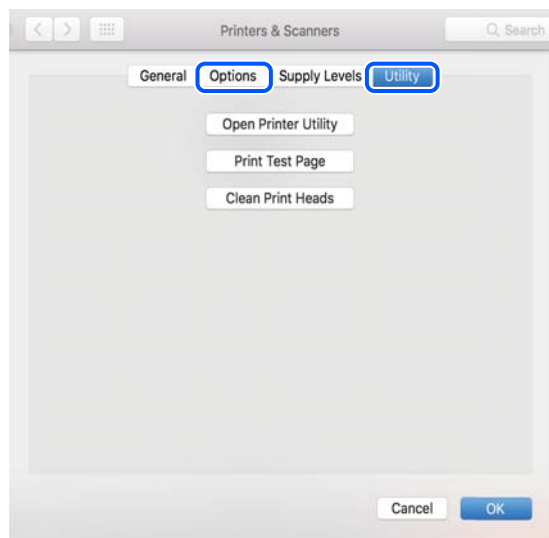 Printers & Scanners
Search
General Options Supply Levels Utility
Open Printer Utility
Print Test Page
Clean Print Heads
Cancel OK